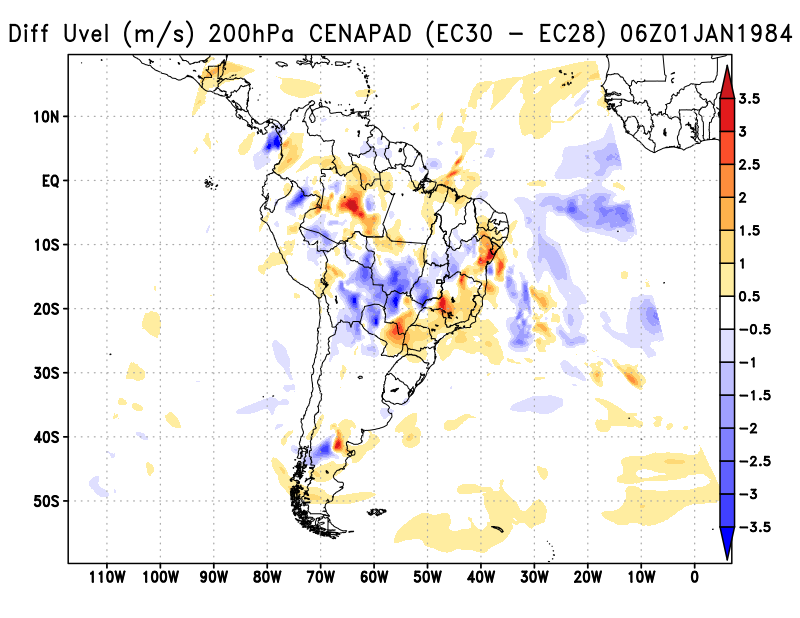 Diff Uvel (m/s) 200hPa CENAPAD (EC30 − EC28) 06Z01JAN1984
10N
EQ
10S
20S
30S
40S
50S
110W 100W 90W 80W 70W 60W 50W 40W 30W 20W 10W 0
3.5
3
2.5
2
1.5
1
0.5
−0.5
−1
−1.5
−2
−2.5
−3
−3.5